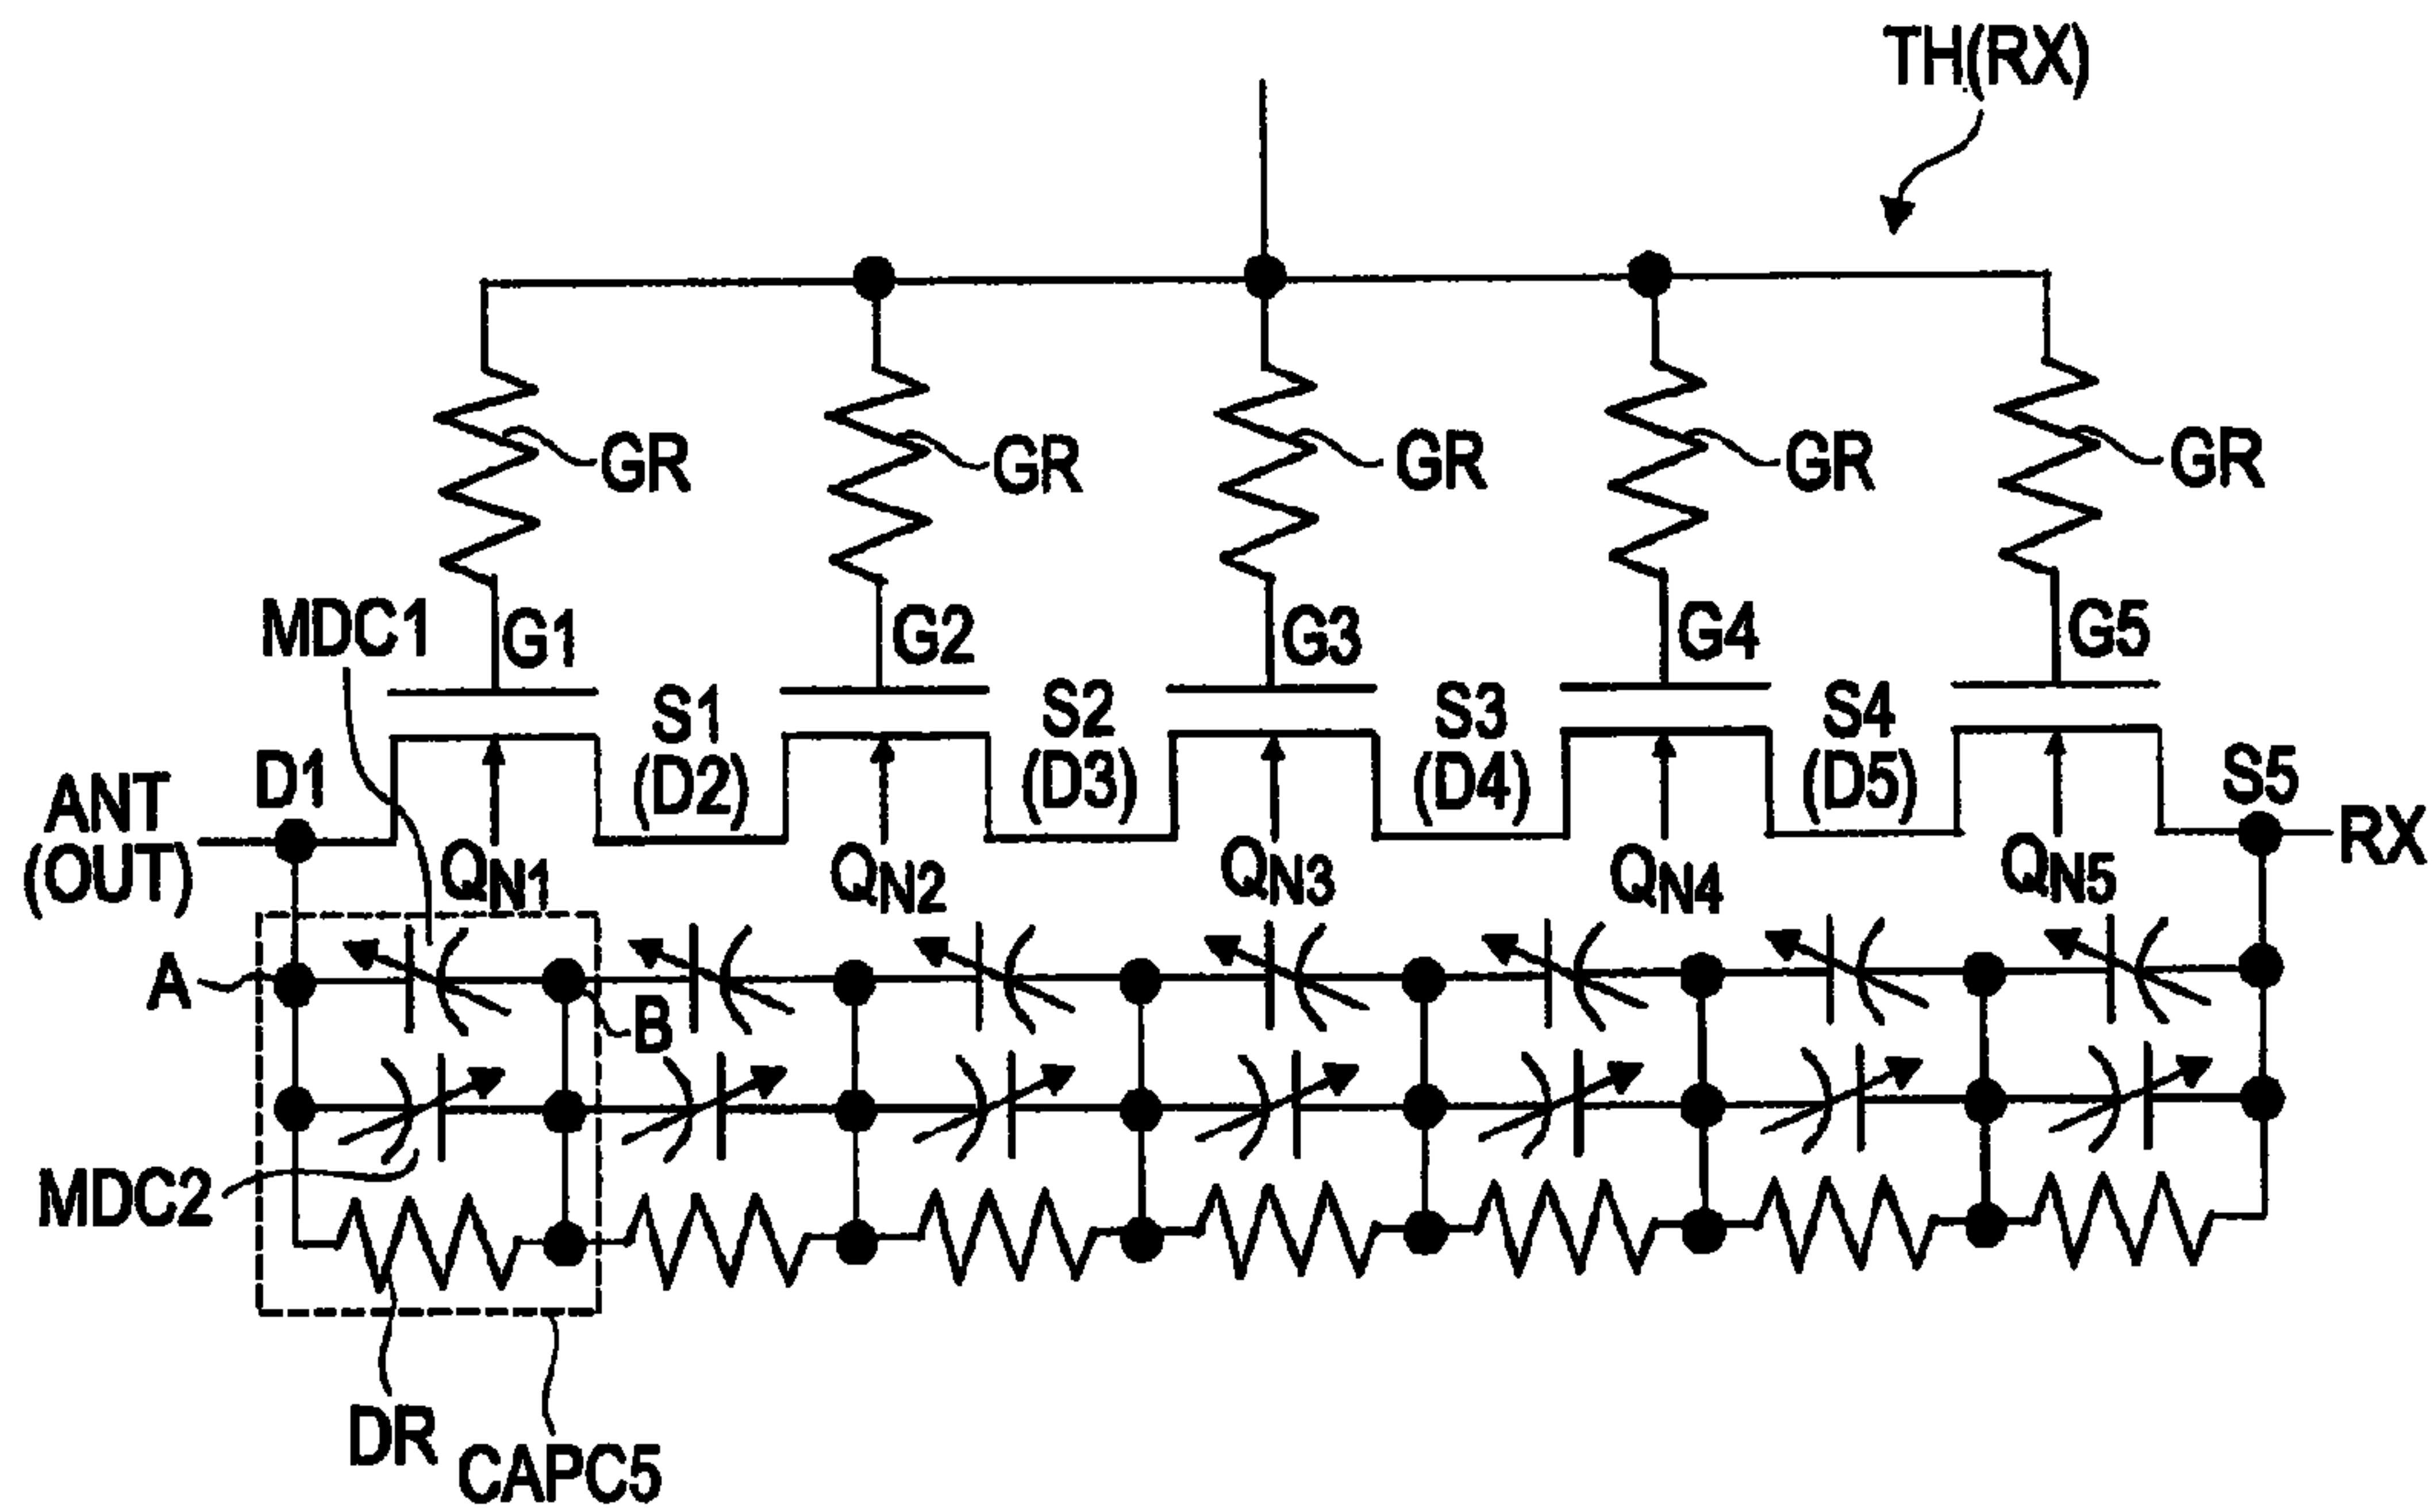 TH(RX)
GR GR GR GR GR
MDC1 G1 G2 G3 G4 G5
S1 S2 S3 S4
D1 (D2) (D3) (D4) (D5) S5
ANT
(OUT) QN1 QN2 QN3 QN4 QN5 RX
A
B
MDC2
DR
CAPC5